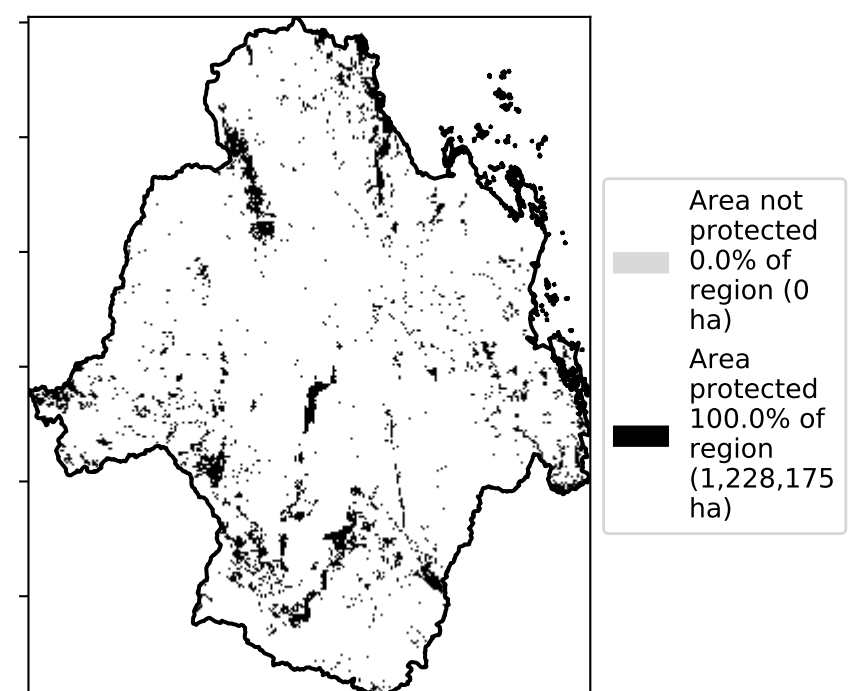 Area not
protected
0.0% of
region (0
ha)
Area
protected
100.0% of
region
(1,228,175
ha)